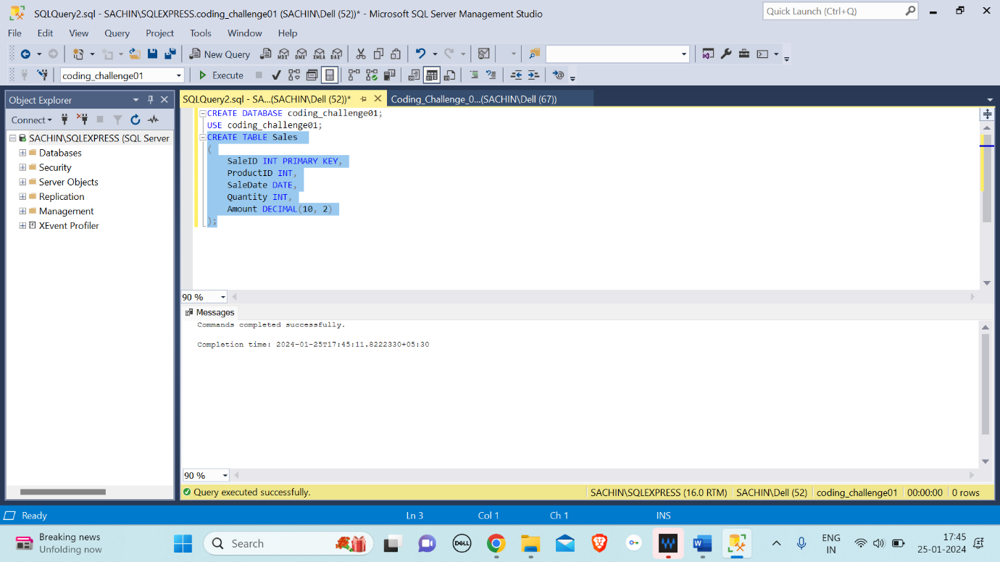 SQLQuery2.sql - SACHIN\SQLEXPRESS.coding_challenge01 (SACHIN\Dell (52))* - Microsoft SQL Server Management Studio
Quick Launch (Ctrl+Q)
File Edit View Query Project Tools Window Help
New Query MDX DMX XMLA DAX
coding_challenge01 Execute
Object Explorer
SQLQuery2.sql - SA...(SACHIN\Dell (52))* Coding_Challenge_0...(SACHIN\Dell (67))
Connect
SACHIN\SQLEXPRESS (SQL Server
Databases
Security
Server Objects
Replication
Management
XEvent Profiler
CREATE DATABASE coding_challenge01;
USE coding_challenge01;
CREATE TABLE Sales
(
SaleID INT PRIMARY KEY,
ProductID INT,
SaleDate DATE,
Quantity INT,
Amount DECIMAL(10, 2)
);
90 %
Messages
Commands completed successfully.
Completion time: 2024-01-25T17:45:11.8222330+05:30
90 %
Query executed successfully. SACHIN\SQLEXPRESS (16.0 RTM) SACHIN\Dell (52) coding_challenge01 00:00:00 0 rows
Ready Ln 3 Col 1 Ch 1 INS
Breaking news
Unfolding now
Search
DELL
ENG
IN
17:45
25-01-2024